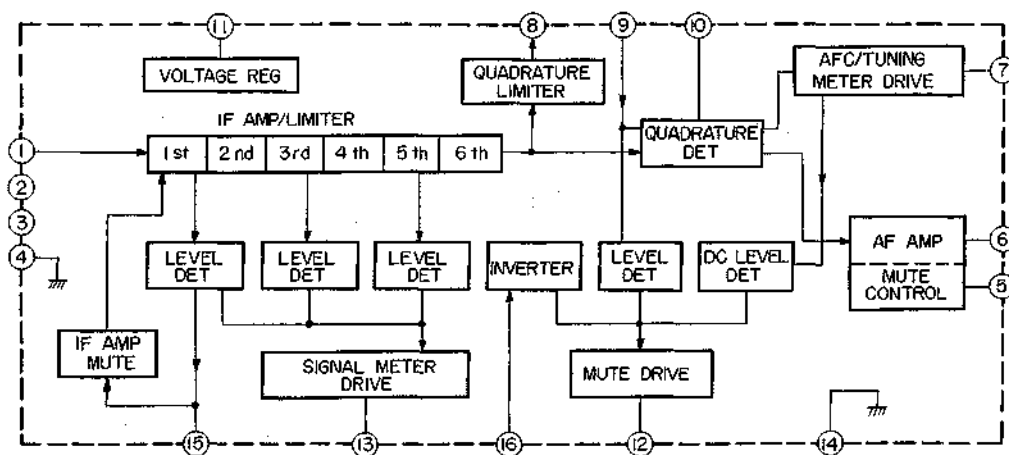 11
8
9
10
VOLTAGE REG
QUADRATURE
LIMITER
AFC/TUNING
METER DRIVE
7
IF AMP/LIMITER
1
1st 2nd 3rd 4th 5th 6th
QUADRATURE
DET
2
3
4
LEVEL
DET
LEVEL
DET
LEVEL
DET
INVERTER
LEVEL
DET
DC LEVEL
DET
AF AMP
6
MUTE
CONTROL
5
IF AMP
MUTE
SIGNAL METER
DRIVE
MUTE DRIVE
15
13
16
12
14